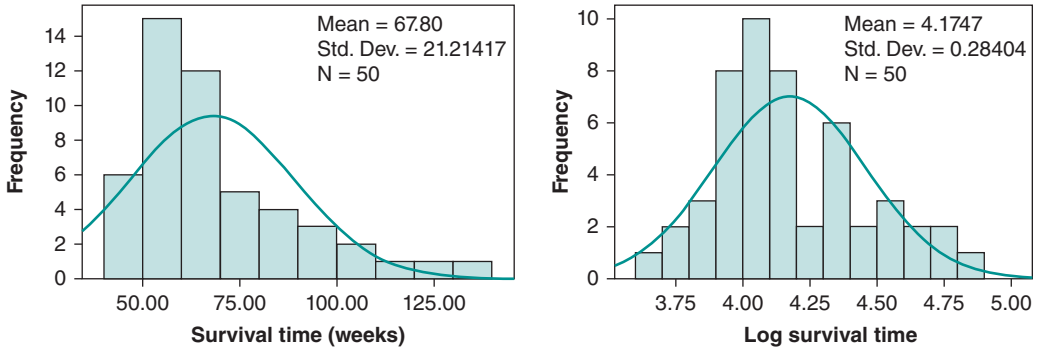 Mean = 67.80
Std. Dev. = 21.21417
N = 50
Frequency
14
12
10
8
6
4
2
0
50.00 75.00 100.00 125.00
Survival time (weeks)
Mean = 4.1747
Std. Dev. = 0.28404
N = 50
Frequency
10
8
6
4
2
0
3.75 4.00 4.25 4.50 4.75 5.00
Log survival time